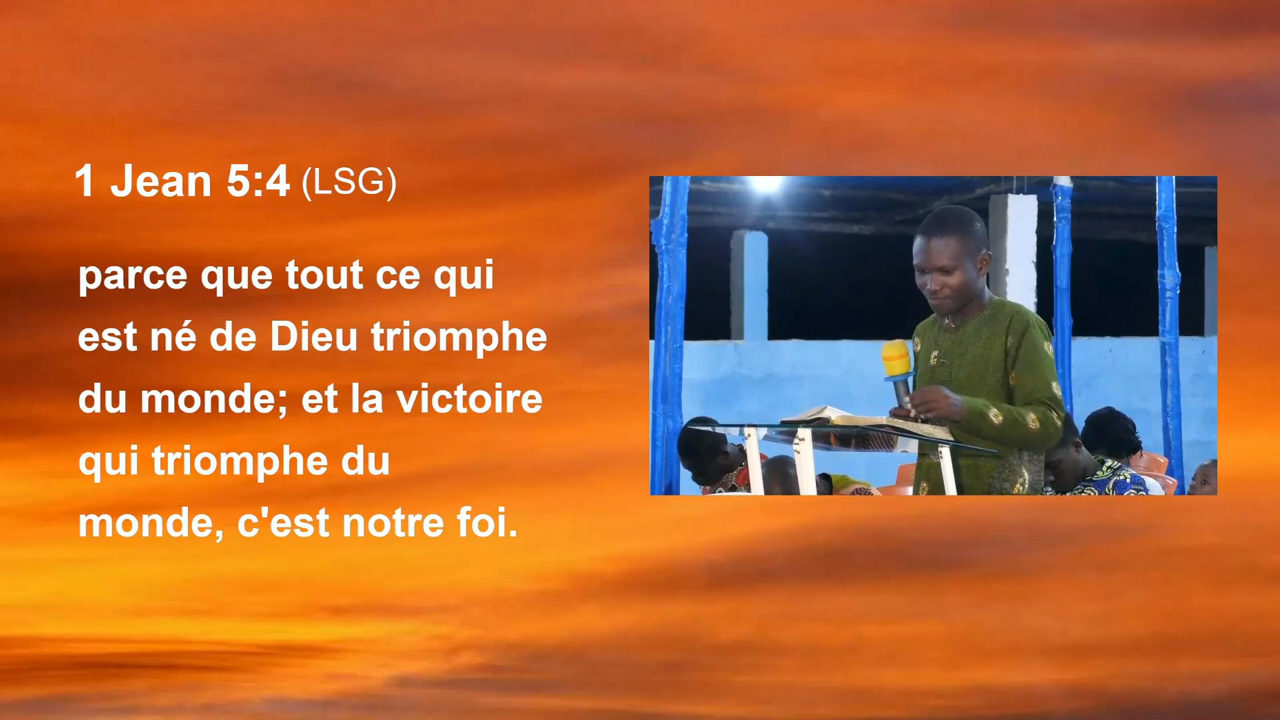 1 Jean 5:4 (LSG)
parce que tout ce qui
est né de Dieu triomphe
du monde; et la victoire
qui triomphe du
monde, c'est notre foi.